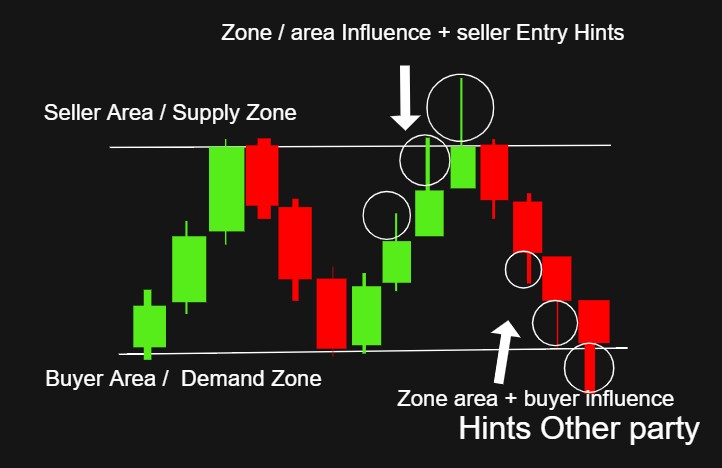 Zone / area Influence + seller Entry Hints
Seller Area / Supply Zone
Buyer Area /  Demand Zone
Zone area + buyer influence
Hints Other party